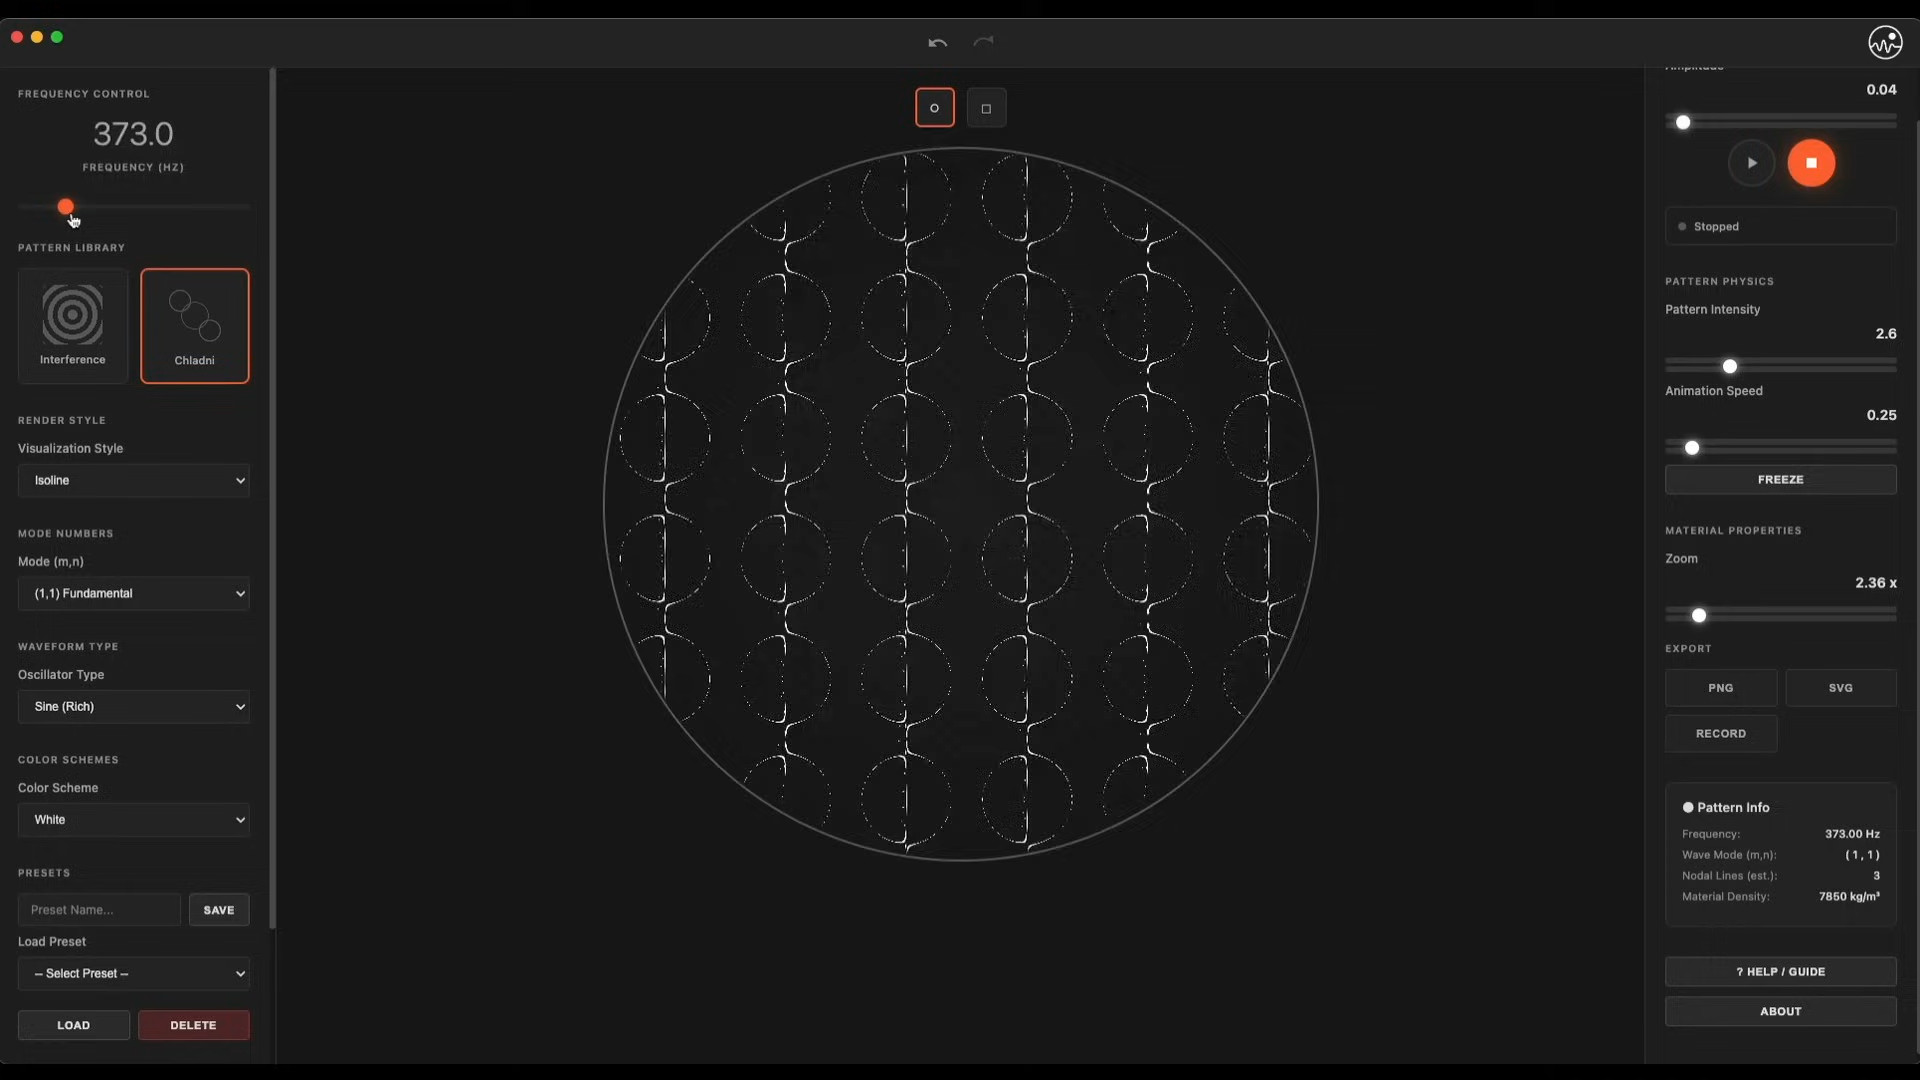 FREQUENCY CONTROL
373.0
FREQUENCY (HZ)
PATTERN LIBRARY
Interference
Chladni
RENDER STYLE
Visualization Style
Isoline
MODE NUMBERS
Mode (m,n)
(1,1) Fundamental
WAVEFORM TYPE
Oscillator Type
Sine (Rich)
COLOR SCHEMES
Color Scheme
White
PRESETS
Preset Name...
SAVE
Load Preset
-- Select Preset --
LOAD
DELETE
Amplitude
0.04
Stopped
PATTERN PHYSICS
Pattern Intensity
2.6
Animation Speed
0.25
FREEZE
MATERIAL PROPERTIES
Zoom
2.36 x
EXPORT
PNG
SVG
RECORD
Pattern Info
Frequency: 373.00 Hz
Wave Mode (m,n): (1,1)
Nodal Lines (est.): 3
Material Density: 7850 kg/m³
? HELP / GUIDE
ABOUT